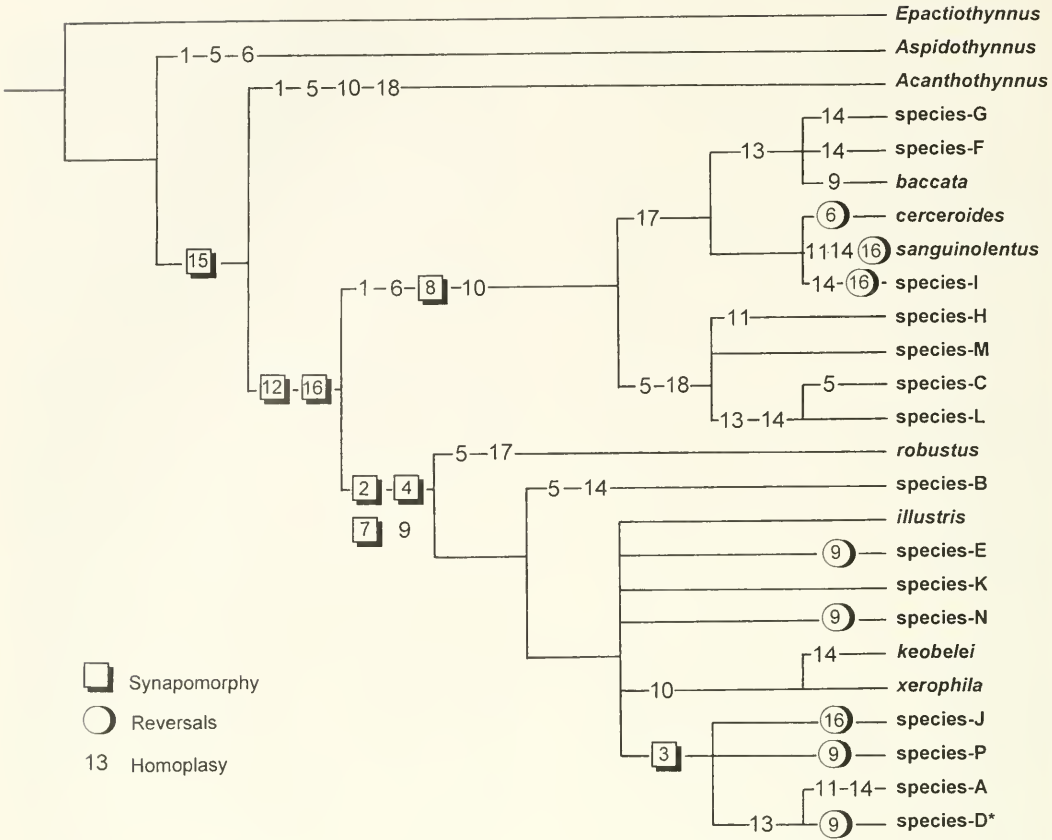 Epactiothynnus
1–5–6 Aspidothynnus
1–5–10–18 Acanthothynnus
14 species-G
13 14 species-F
9 baccata
17 6 cerceroides
15 11 14 16 sanguinolentus
1–6–8–10 14–16 species-I
11 species-H
species-M
12–16 5–18 5 species-C
13–14 species-L
5–17 robustus
2–4 5–14 species-B
7 9 illustris
9 species-E
species-K
9 species-N
14 keobelei
10 xerophila
16 species-J
3 9 species-P
11–14 species-A
13 9 species-D*
Synapomorphy
Reversals
13 Homoplasy